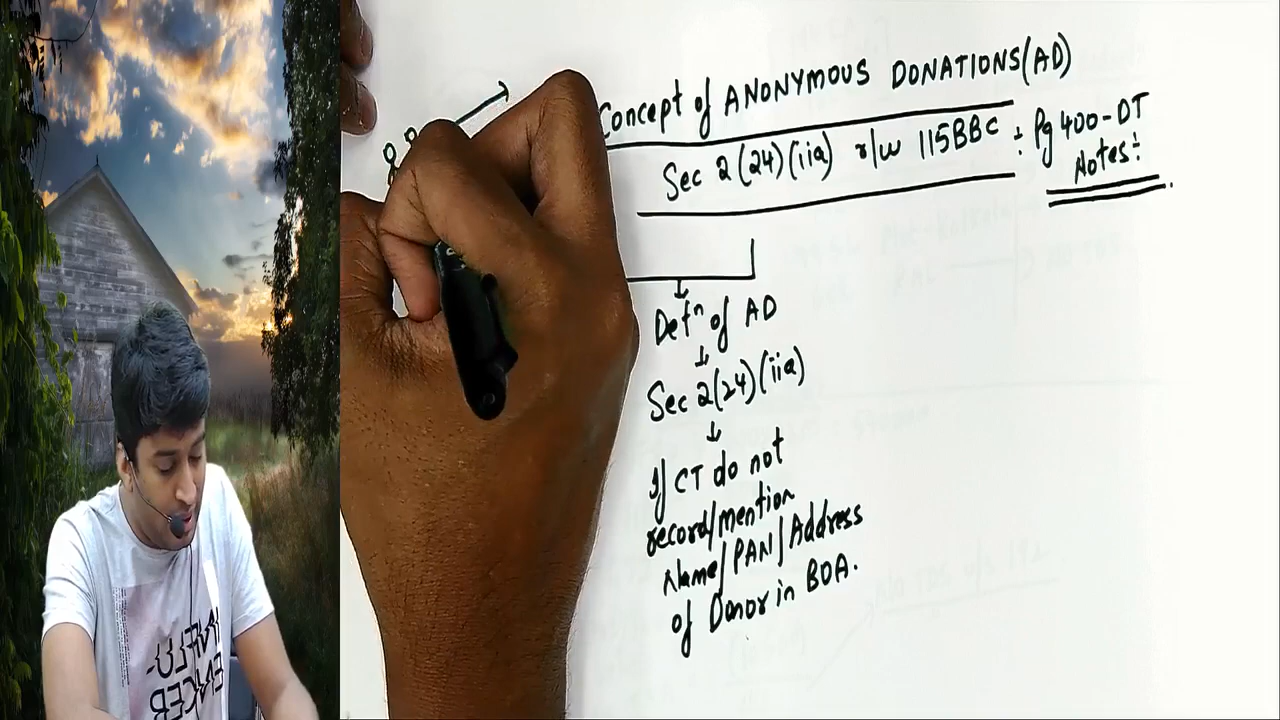 Concept of ANONYMOUS DONATIONS (AD)
Sec 2(24)(iia) r/w 115BBC : Pg 400-DT
Notes:
Defⁿ of AD
Sec 2(24)(iia)
If CT do not
record/mention
Name/PAN/Address
of Donor in BOA.